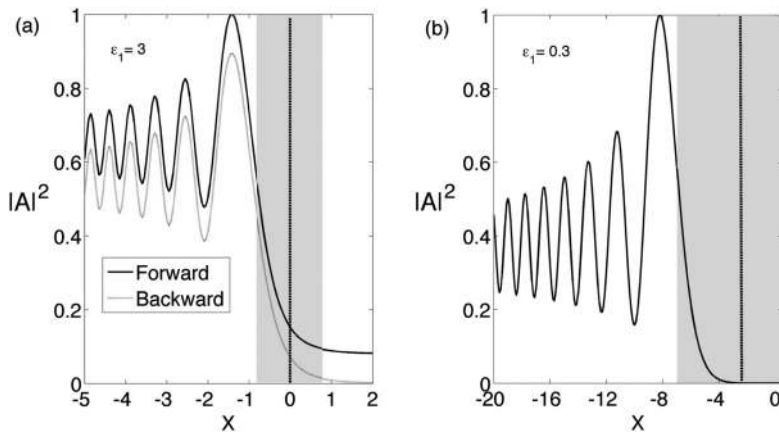 (a)
ε1= 3
|A|2
1
0.8
0.6
0.4
0.2
0
Forward
Backward
-5 -4 -3 -2 -1 0 1 2
X
(b)
ε1= 0.3
|A|2
1
0.8
0.6
0.4
0.2
0
-20 -16 -12 -8 -4 0
X